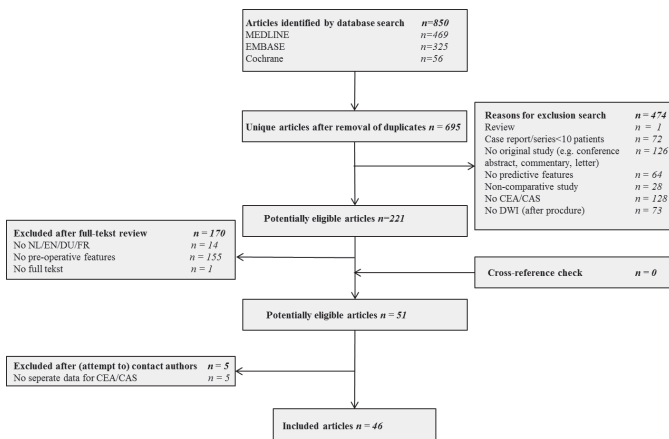 Articles identified by database search n=850
MEDLINE n=469
EMBASE n=325
Cochrane n=56
Unique articles after removal of duplicates n = 695
Reasons for exclusion search n = 474
Review n = 1
Case report/series<10 patients n = 72
No original study (e.g. conference n = 126
abstract, commentary, letter)
No predictive features n = 64
Non-comparative study n = 28
No CEA/CAS n = 128
No DWI (after procdure) n = 73
Potentially eligible articles n=221
Excluded after full-tekst review n = 170
No NL/EN/DU/FR n = 14
No pre-operative features n = 155
No full tekst n = 1
Cross-reference check n = 0
Potentially eligible articles n = 51
Excluded after (attempt to) contact authors n = 5
No seperate data for CEA/CAS n = 5
Included articles n = 46